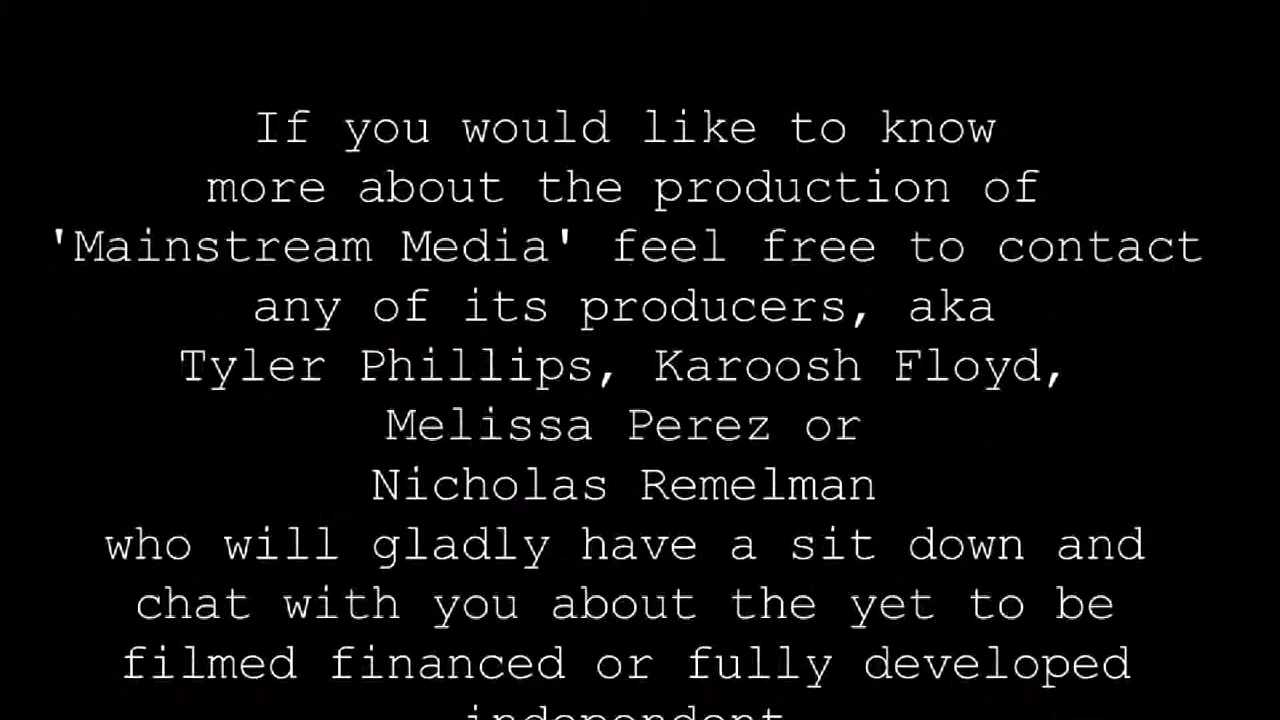 If you would like to know
more about the production of
'Mainstream Media' feel free to contact
any of its producers, aka
Tyler Phillips, Karoosh Floyd,
Melissa Perez or
Nicholas Remelman
who will gladly have a sit down and
chat with you about the yet to be
filmed financed or fully developed
independent